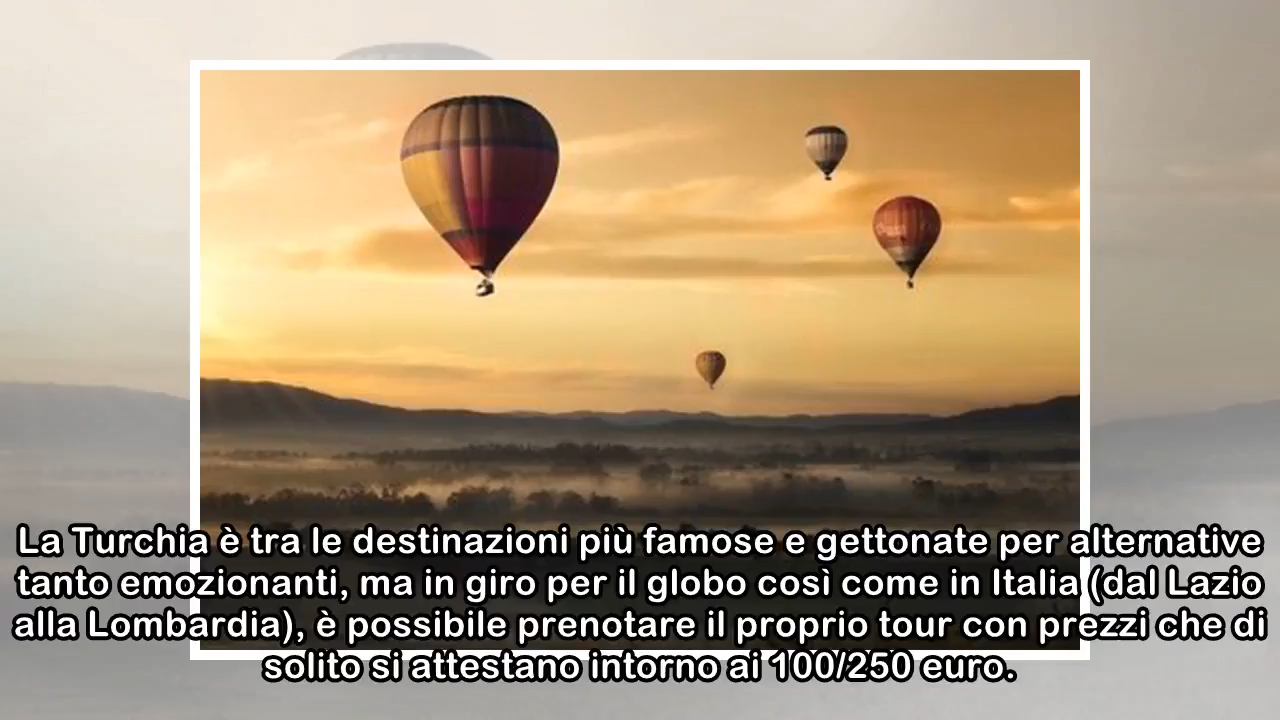 La Turchia è tra le destinazioni più famose e gettonate per alternative
tanto emozionanti, ma in giro per il globo così come in Italia (dal Lazio
alla Lombardia), è possibile prenotare il proprio tour con prezzi che di
solito si attestano intorno ai 100/250 euro.